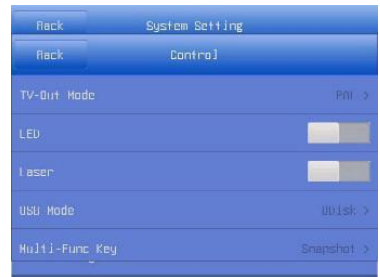 Back System Setting
Back Control
TV-Out Mode PAL >
LED
Laser
USB Mode UDisk >
Multi-Func Key Snapshot >